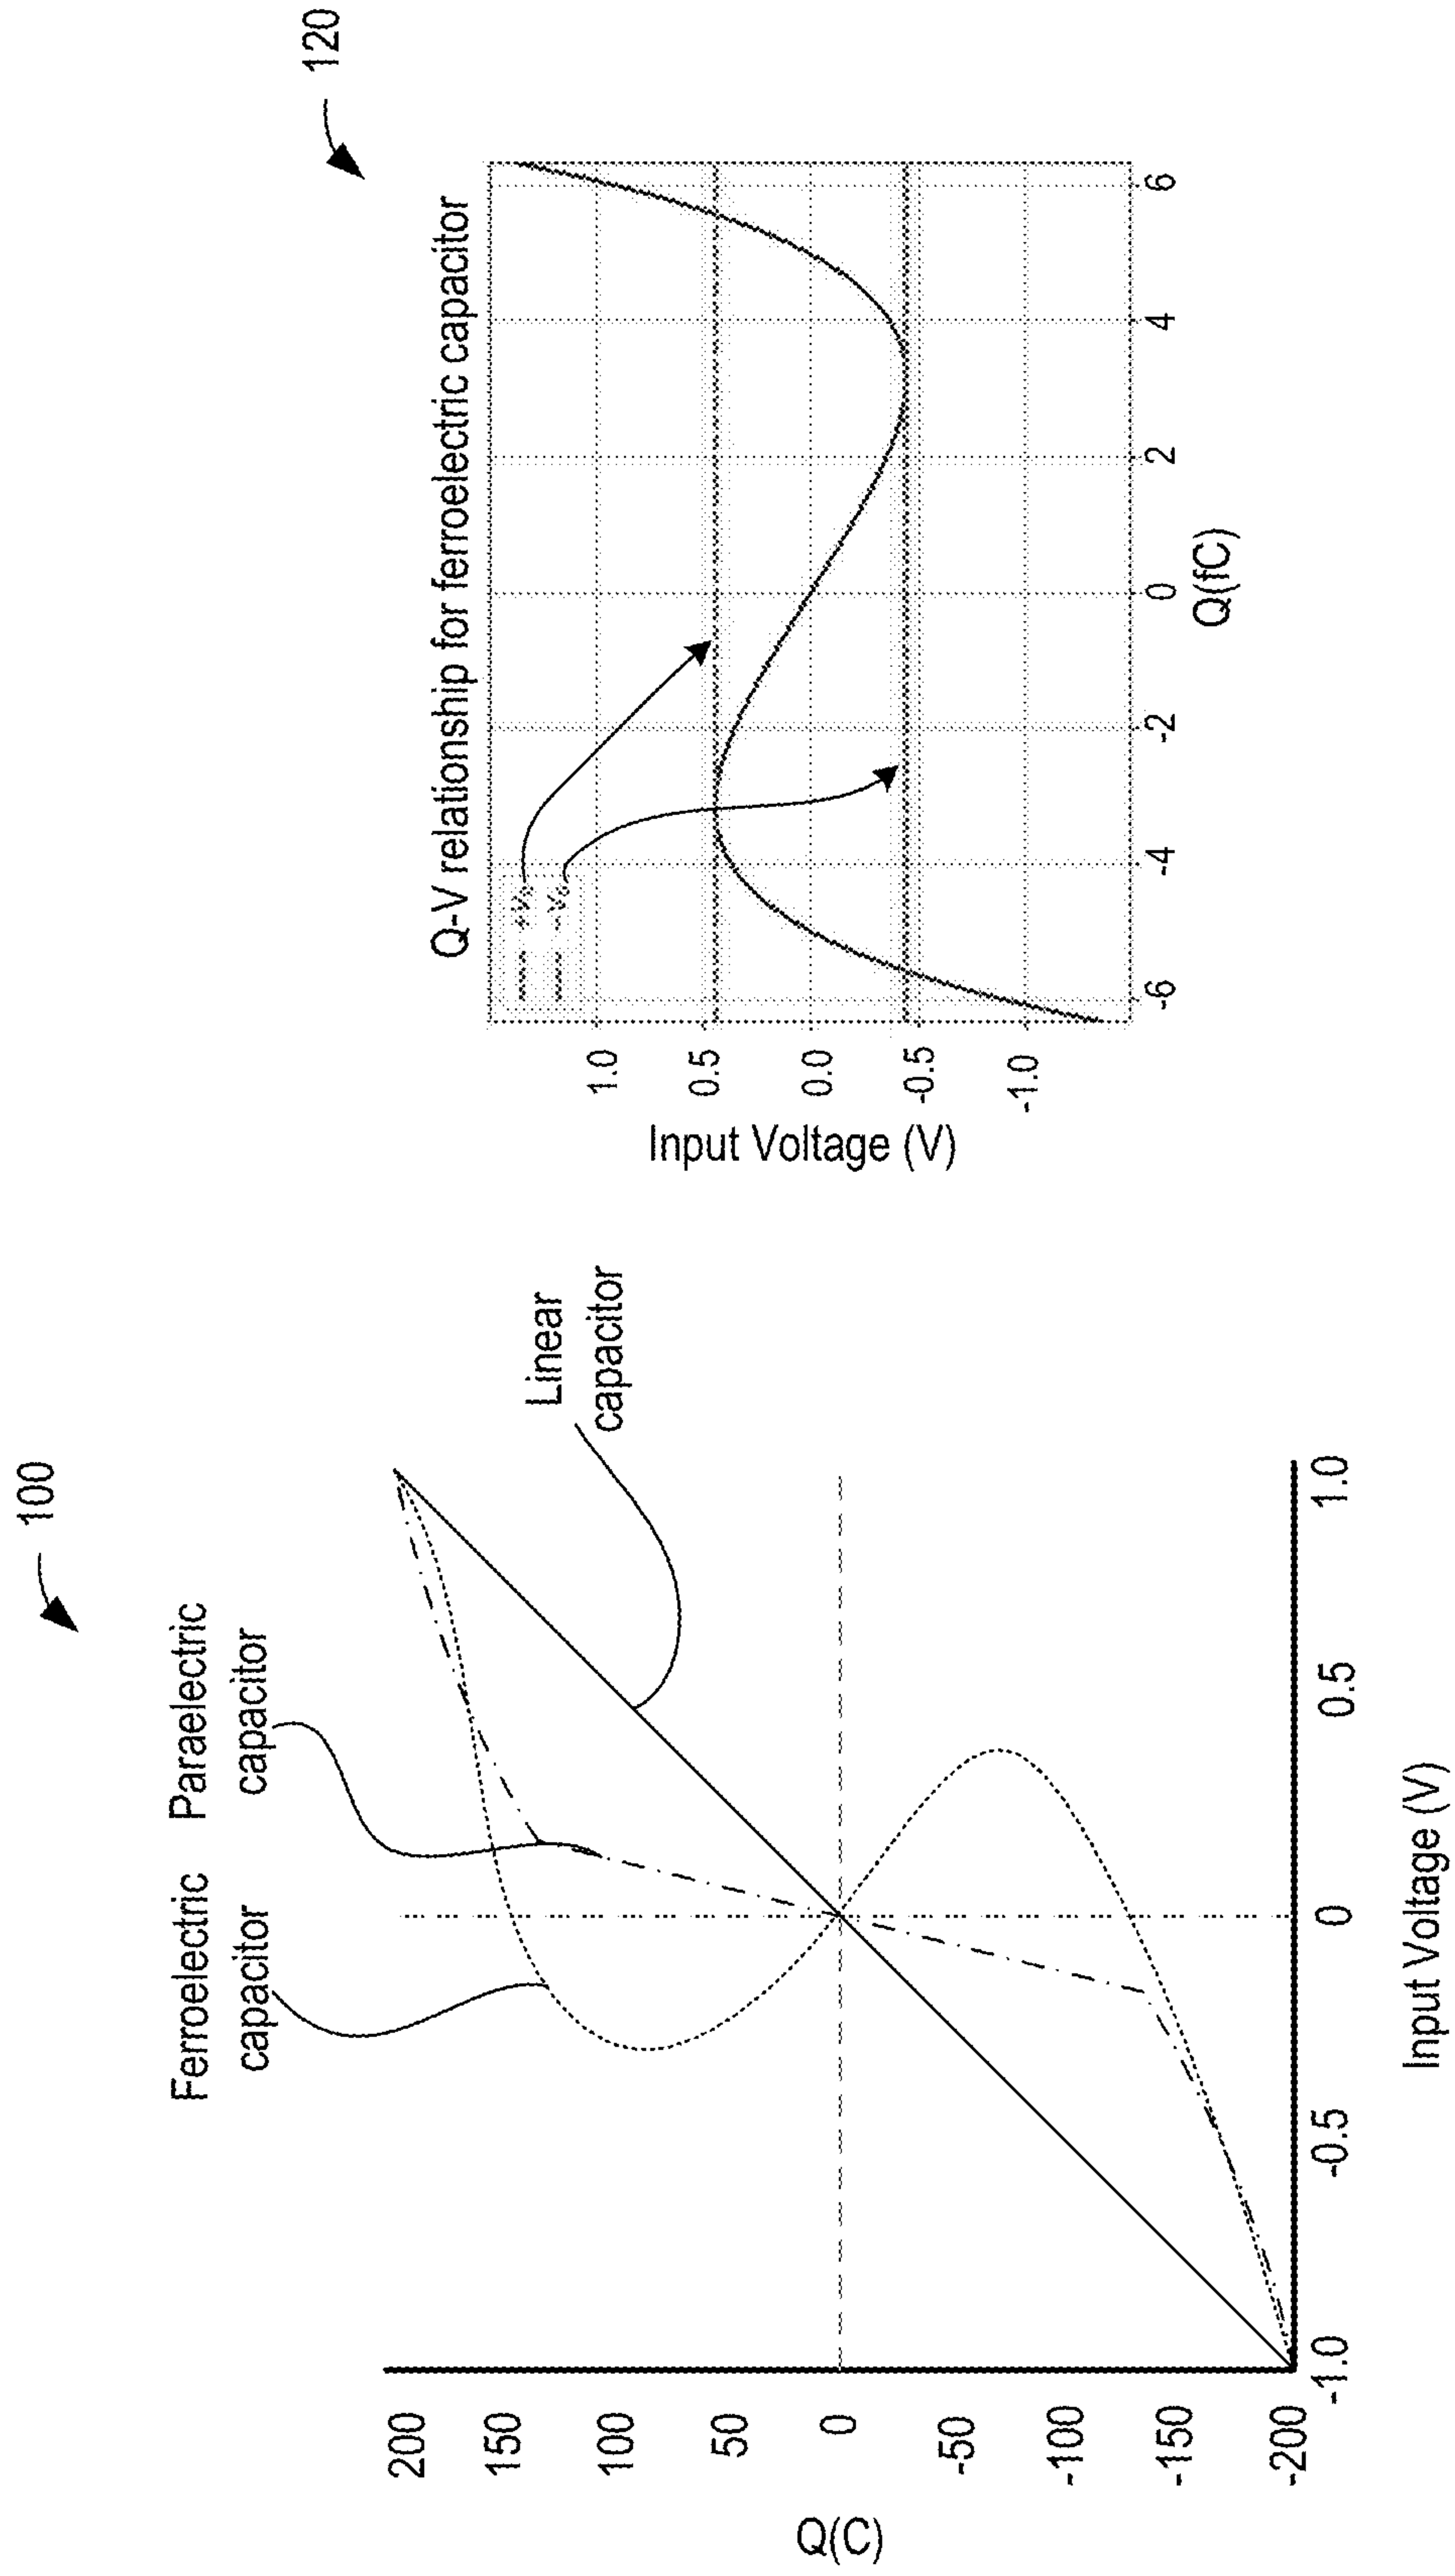 100
Ferroelectric
capacitor
Paraelectric
capacitor
Linear
capacitor
Q(C)
200
150
100
50
0
-50
-100
-150
-200
-1.0
-0.5
0
0.5
1.0
Input Voltage (V)
120
Q-V relationship for ferroelectric capacitor
Input Voltage (V)
1.0
0.5
0.0
-0.5
-1.0
-6
-4
-2
0
2
4
6
Q(fC)